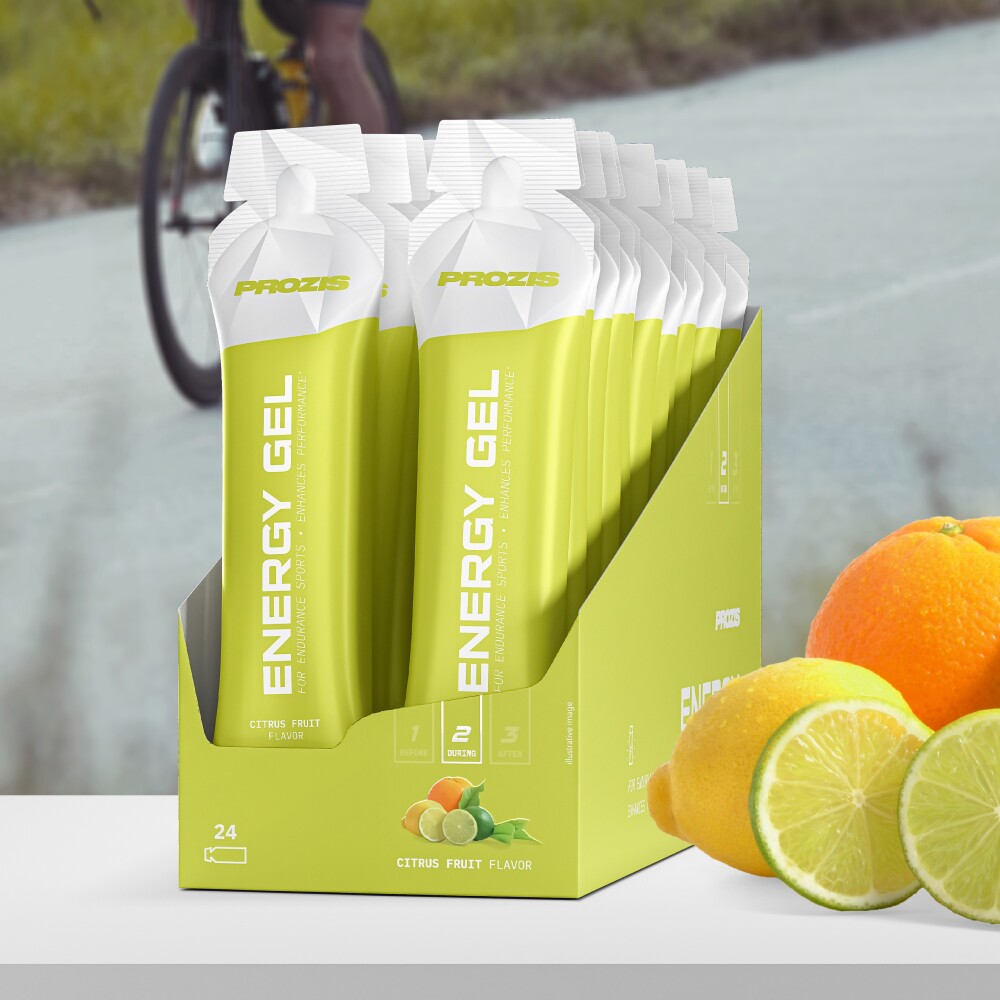 PROZIS
ENERGY GEL
FOR ENDURANCE SPORTS • ENHANCES PERFORMANCE*
CITRUS FRUIT
FLAVOR
PROZIS
ENERGY GEL
FOR ENDURANCE SPORTS • ENHANCES PERFORMANCE*
1
BEFORE
2
DURING
3
AFTER
illustrative image
24
CITRUS FRUIT FLAVOR
2
PROZIS